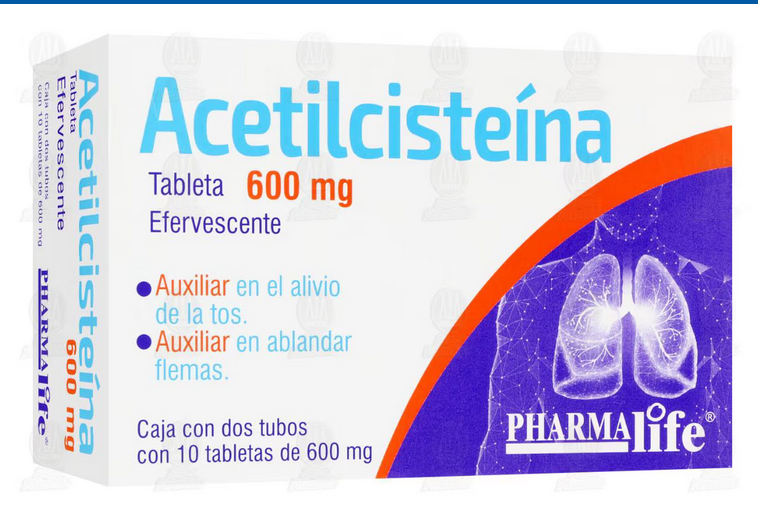 Acetilcisteína
Tableta 600 mg
Efervescente
Auxiliar en el alivio
de la tos.
Auxiliar en ablandar
flemas.
Caja con dos tubos
con 10 tabletas de 600 mg
PHARMAlife®
Acetilcisteína
Tableta
Efervescente
600 mg
Caja con dos tubos
con 10 tabletas de 600 mg
PHARMAlife®